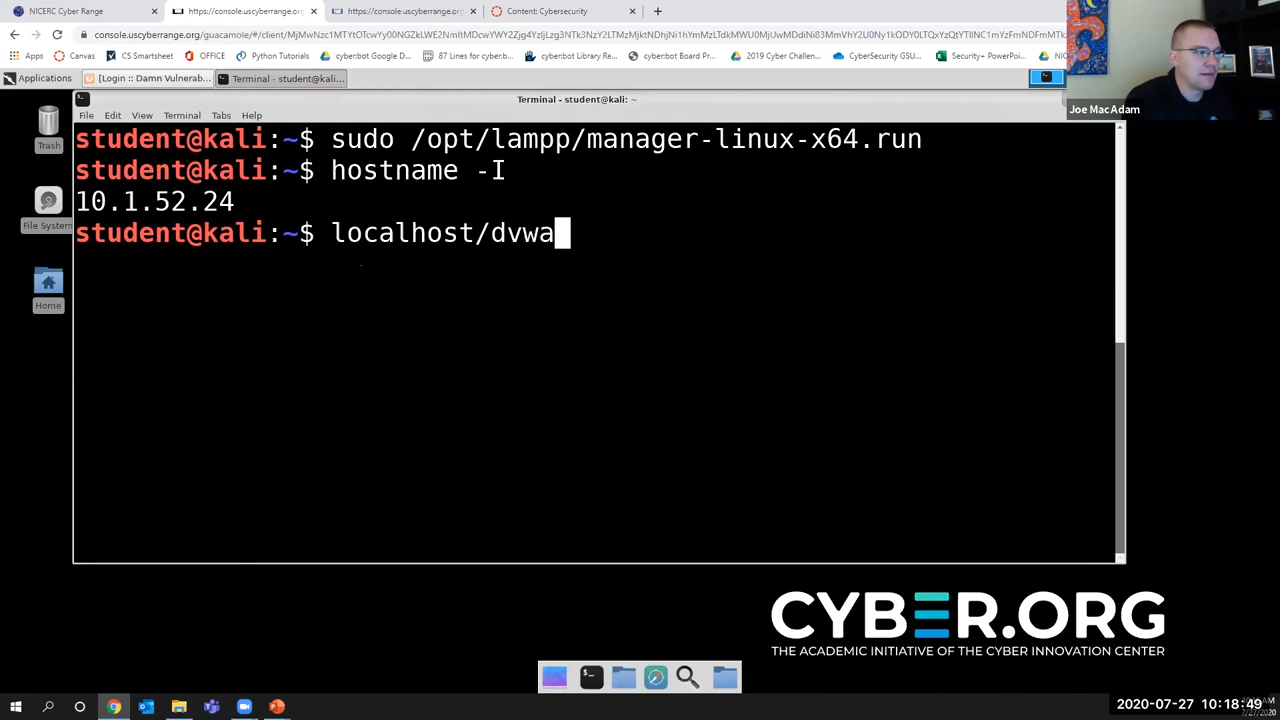 NICERC Cyber Range
https://console.uscyberrange.org
https://console.uscyberrange.org
Content: Cybersecurity
Apps
Canvas
CS Smartsheet
OFFICE
Python Tutorials
cyberbot Google D...
87 Lines for cyber.b...
cyberbot Library Re...
cyberbot Board Pr...
2019 Cyber Challen...
CyberSecurity GSU...
Security+ PowerPoi...
Applications
[Login :: Damn Vulnerab...
Terminal - student@kali...
Joe MacAdam
Terminal - student@kali: ~
File Edit View Terminal Tabs Help
Trash
File System
Home
student@kali:~$ sudo /opt/lampp/manager-linux-x64.run
student@kali:~$ hostname -I
10.1.52.24
student@kali:~$ localhost/dvwa
CYBER.ORG
THE ACADEMIC INITIATIVE OF THE CYBER INNOVATION CENTER
2020-07-27 10:18:49